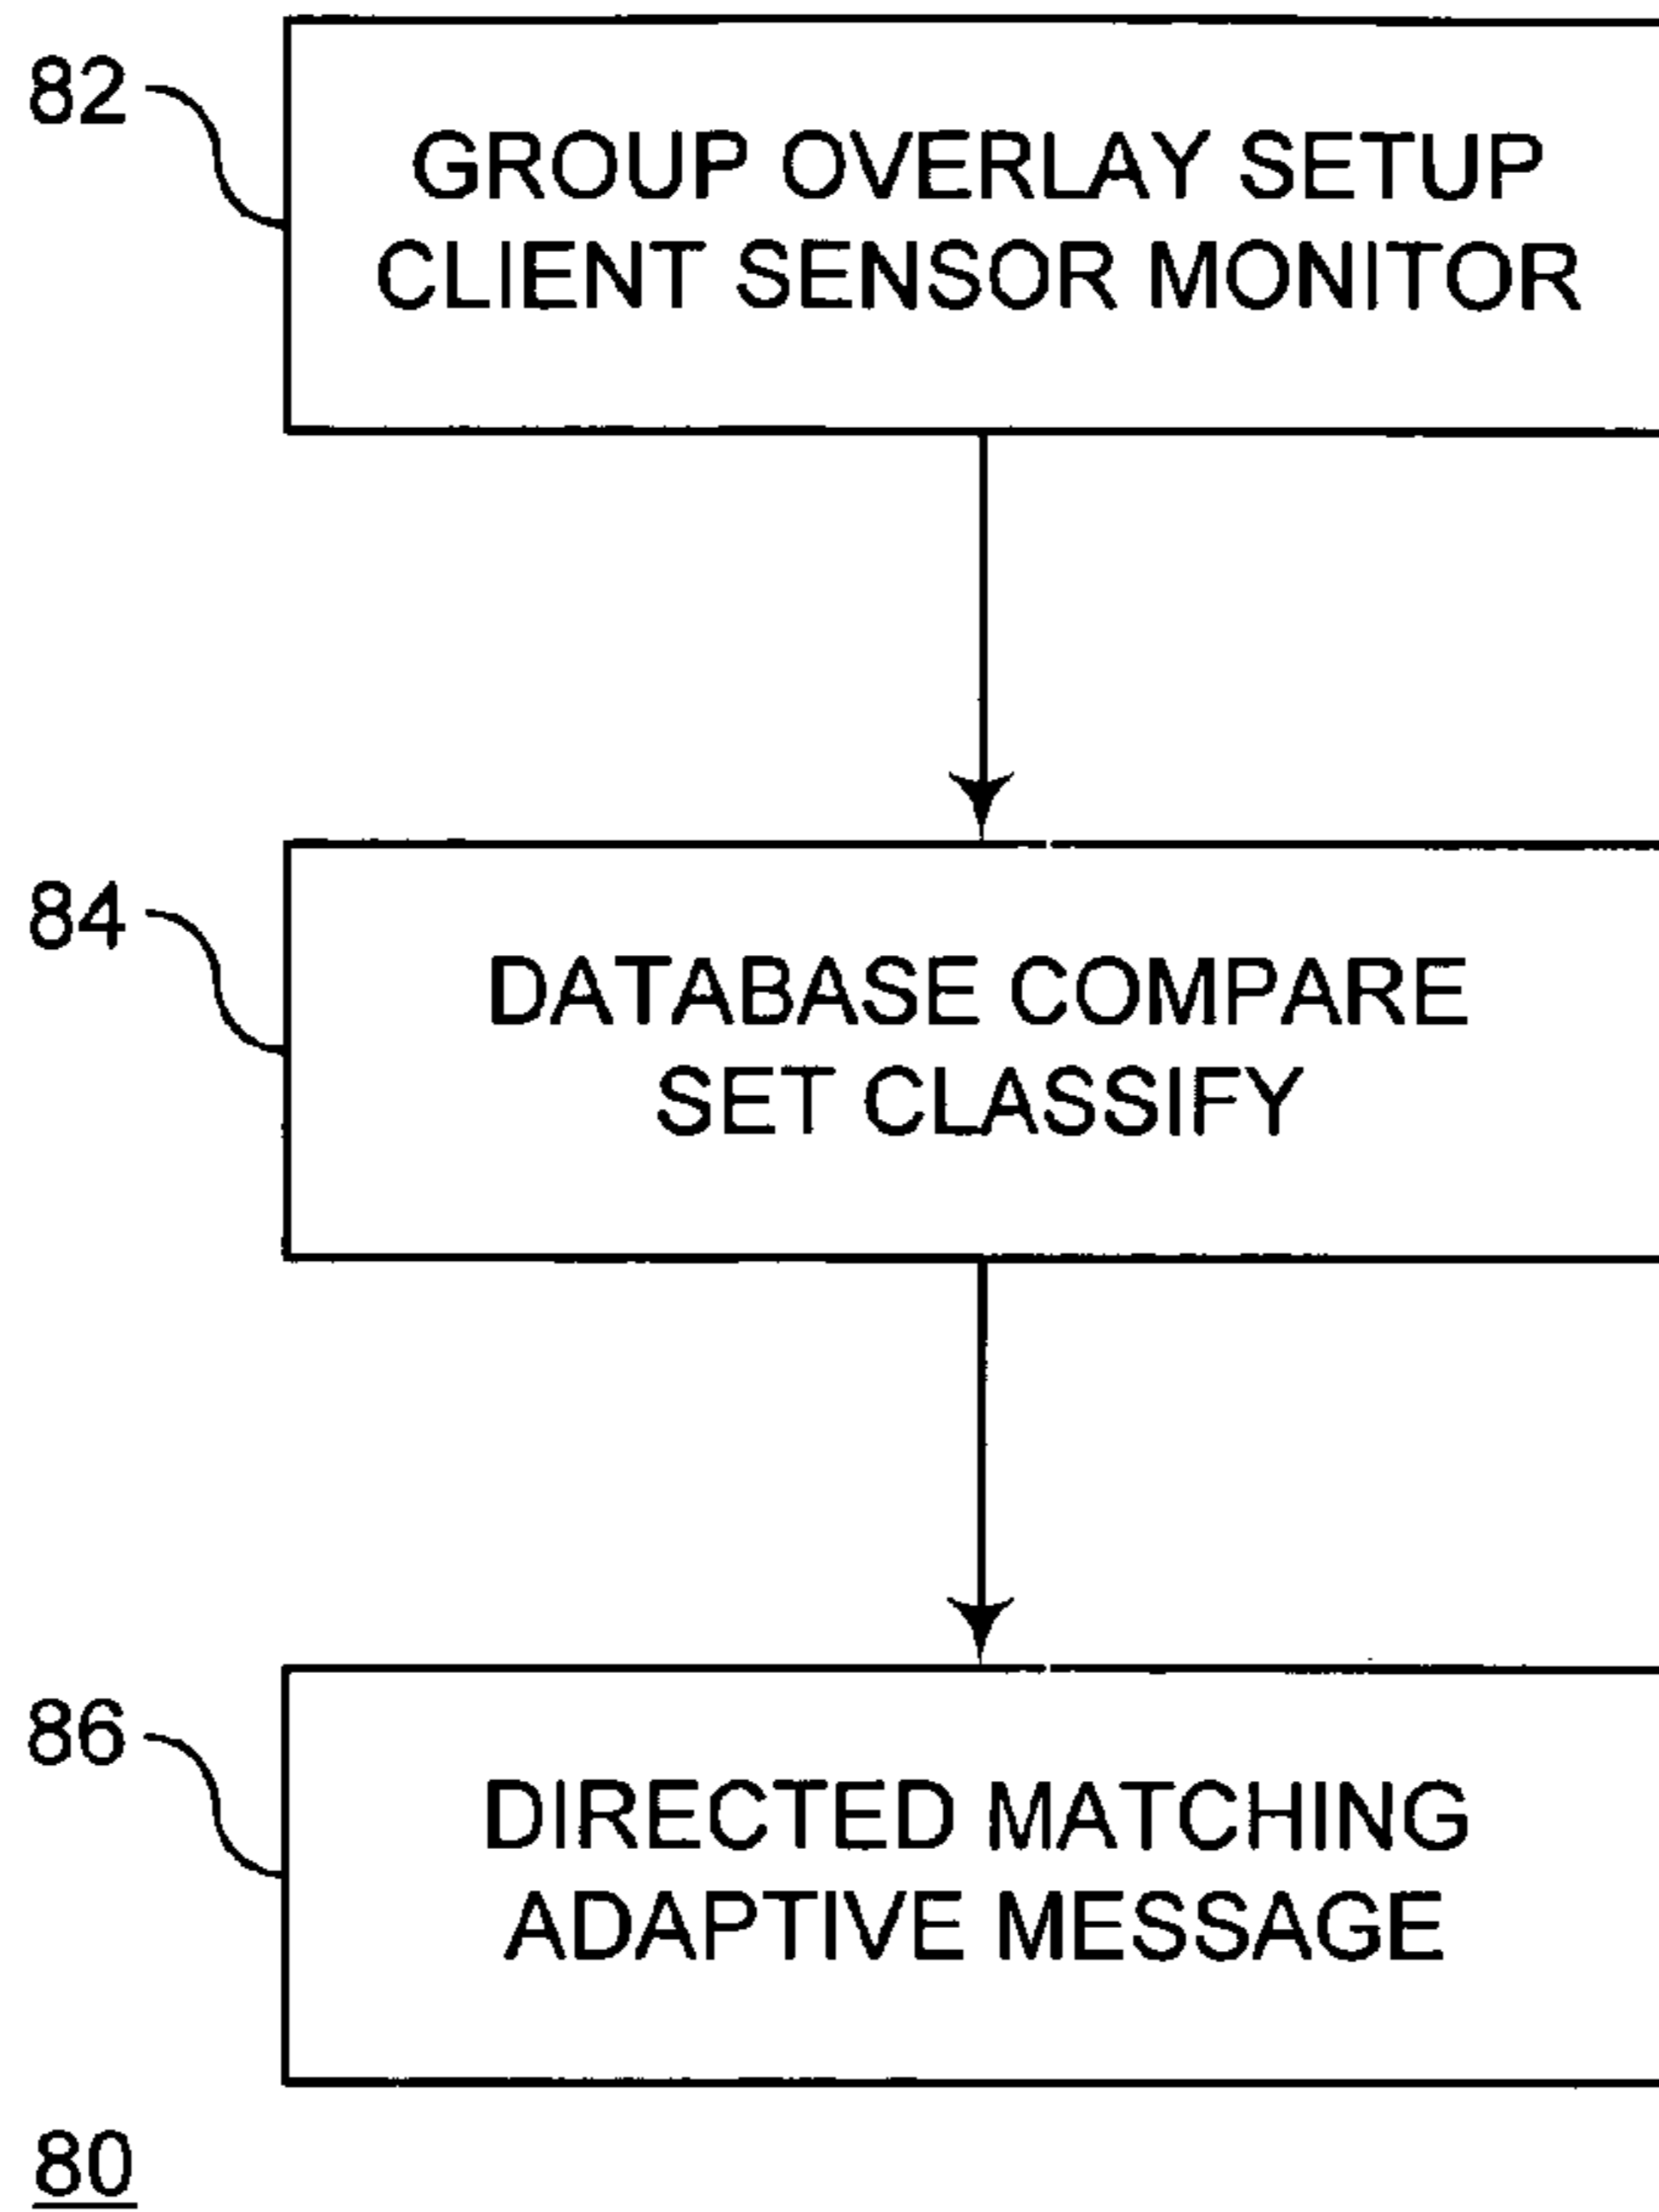 82
GROUP OVERLAY SETUP
CLIENT SENSOR MONITOR
84
DATABASE COMPARE
SET CLASSIFY
86
DIRECTED MATCHING
ADAPTIVE MESSAGE
80